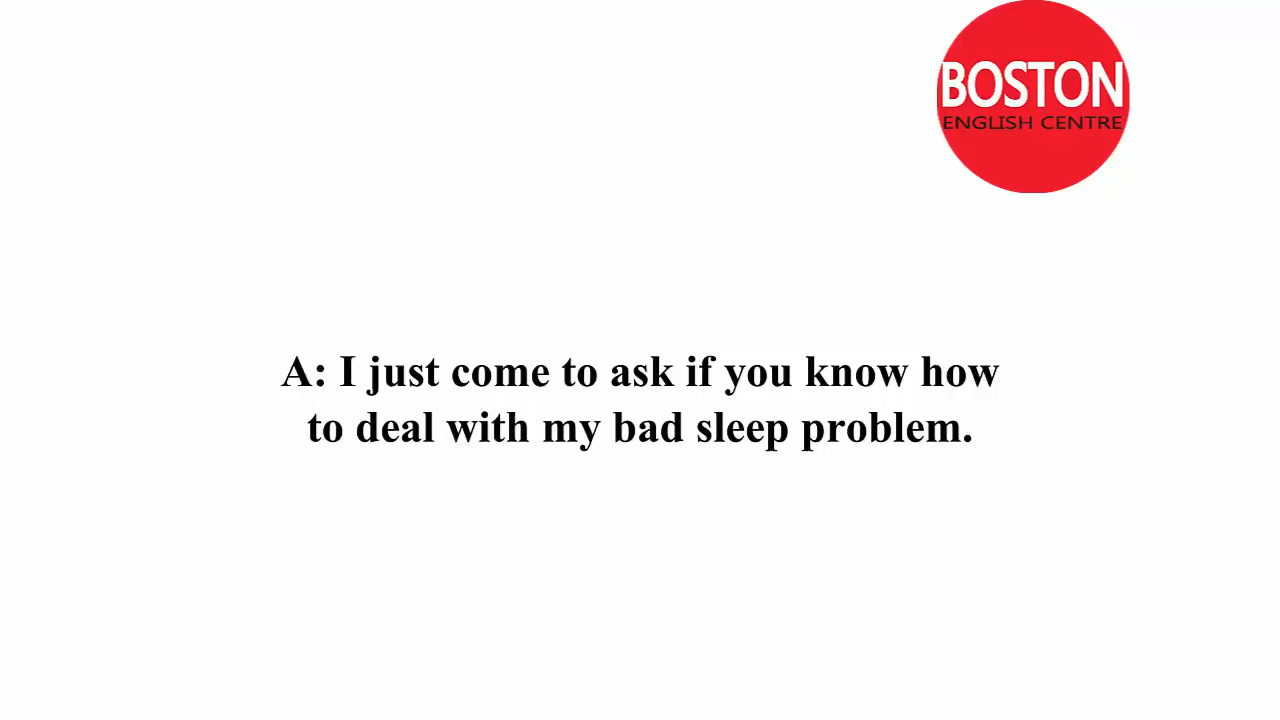 BOSTON
ENGLISH CENTRE
A: I just come to ask if you know how
to deal with my bad sleep problem.